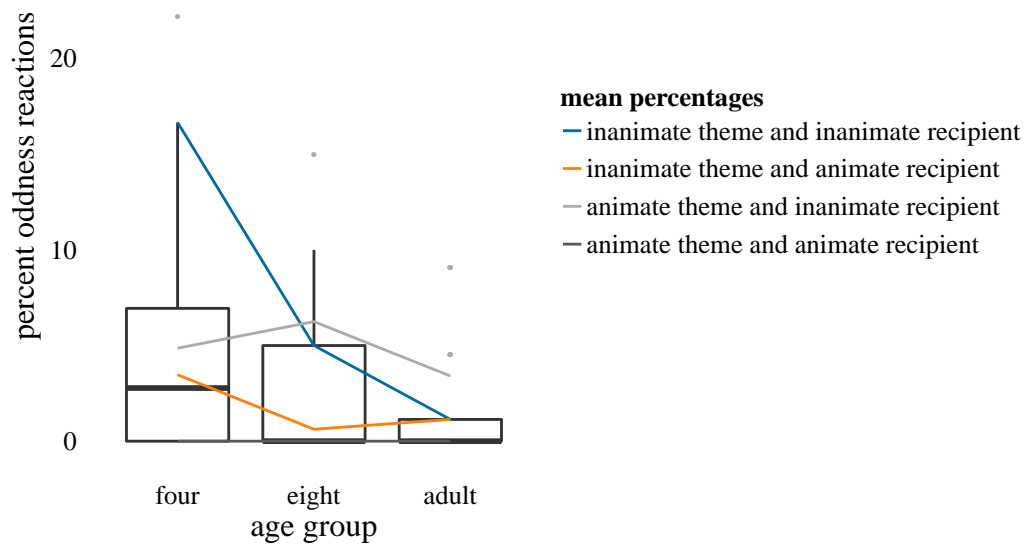 percent oddness reactions
20
10
0
four eight adult
age group
mean percentages
inanimate theme and inanimate recipient
inanimate theme and animate recipient
animate theme and inanimate recipient
animate theme and animate recipient